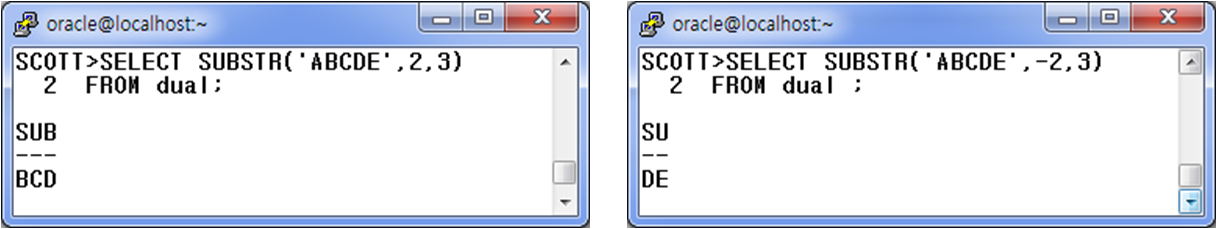 oracle@localhost:~
SCOTT>SELECT SUBSTR('ABCDE',2,3)
  2  FROM dual;
SUB
---
BCD
oracle@localhost:~
SCOTT>SELECT SUBSTR('ABCDE',-2,3)
  2  FROM dual ;
SU
--
DE